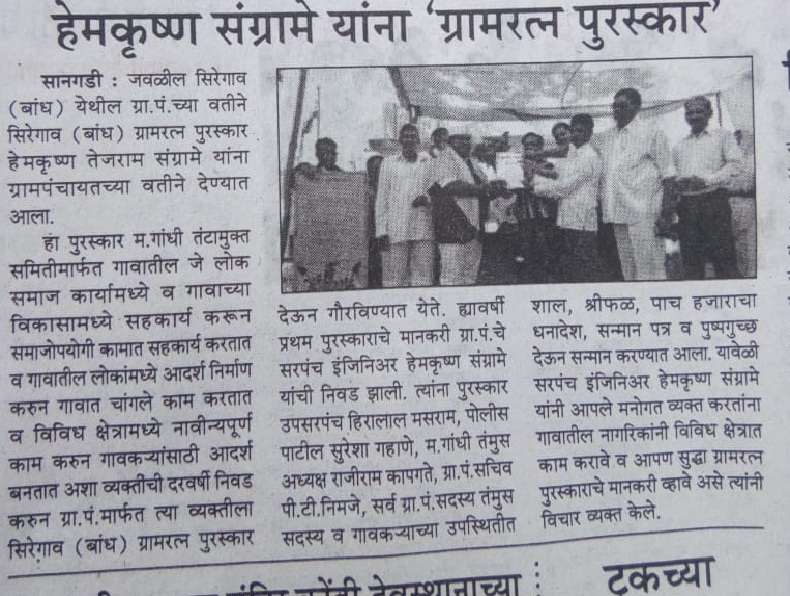 हेमकृष्ण संग्रामे यांना 'ग्रामरत्न पुरस्कार'
सानगडी : जवळील सिरेगाव
(बांध) येथील ग्रा.पं.च्या वतीने
सिरेगाव (बांध) ग्रामरत्न पुरस्कार
हेमकृष्ण तेजराम संग्रामे यांना
ग्रामपंचायतच्या वतीने देण्यात
आला.
हा पुरस्कार म.गांधी तंटामुक्त
समितीमार्फत गावातील जे लोक
समाज कार्यामध्ये व गावाच्या
विकासामध्ये सहकार्य करून
समाजोपयोगी कामात सहकार्य करतात
व गावातील लोकांमध्ये आदर्श निर्माण
करुन गावात चांगले काम करतात
व विविध क्षेत्रामध्ये नावीन्यपूर्ण
काम करुन गावकऱ्यांसाठी आदर्श
बनतात अशा व्यक्तीची दरवर्षी निवड
करुन ग्रा.पं.मार्फत त्या व्यक्तीला
सिरेगाव (बांध) ग्रामरत्न पुरस्कार
देऊन गौरविण्यात येते. ह्यावर्षी
प्रथम पुरस्काराचे मानकरी ग्रा.पं.चे
सरपंच इंजिनिअर हेमकृष्ण संग्रामे
यांची निवड झाली. त्यांना पुरस्कार
उपसरपंच हिरालाल मसराम, पोलीस
पाटील सुरेशा गहाणे, म.गांधी तंमुस
अध्यक्ष राजीराम कापगते, ग्रा.पं.सचिव
पी.टी.निमजे, सर्व ग्रा.पं.सदस्य तंमुस
सदस्य व गावकऱ्याच्या उपस्थितीत
शाल, श्रीफळ, पाच हजाराचा
धनादेश, सन्मान पत्र व पुष्पगुच्छ
देऊन सन्मान करण्यात आला. यावेळी
सरपंच इंजिनिअर हेमकृष्ण संग्रामे
यांनी आपले मनोगत व्यक्त करतांना
गावातील नागरिकांनी विविध क्षेत्रात
काम करावे व आपण सुद्धा ग्रामरत्न
पुरस्काराचे मानकरी व्हावे असे त्यांनी
विचार व्यक्त केले.
देवस्थानाच्या
टकच्या